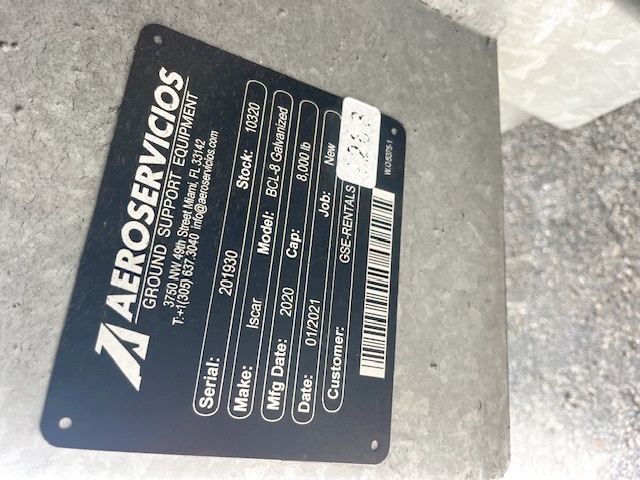 AEROSERVICIOS
GROUND SUPPORT EQUIPMENT
3750 NW 49th Street Miami, FL 33142
T:+1(305) 637.3040 info@aeroservicios.com
Serial: 201930 Stock: 10320
Make: Iscar Model: BCL-8 Galvanized
Mfg Date: 2020 Cap: 8,000 lb
Date: 01/2021 Job: New
Customer: GSE-RENTALS
W.O:5375-1